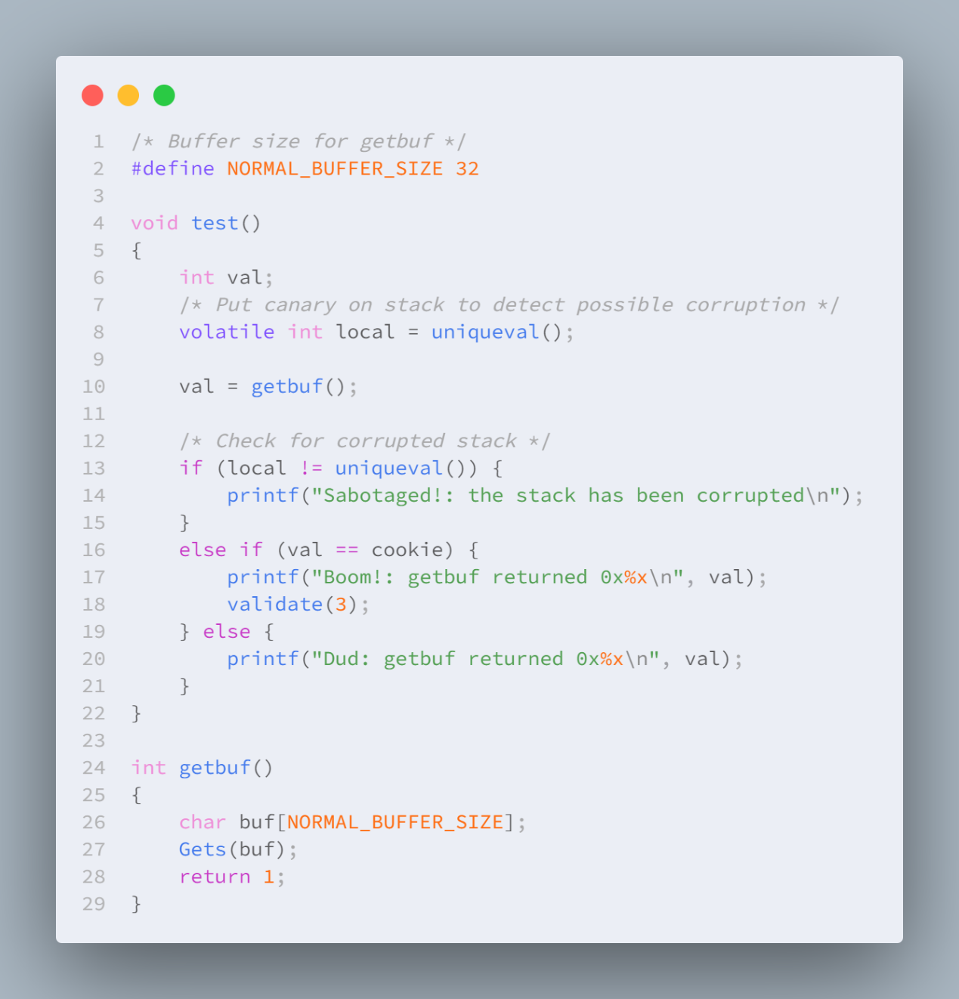 1 /* Buffer size for getbuf */
2 #define NORMAL_BUFFER_SIZE 32
3
4 void test()
5 {
6     int val;
7     /* Put canary on stack to detect possible corruption */
8     volatile int local = uniqueval();
9
10     val = getbuf();
11
12     /* Check for corrupted stack */
13     if (local != uniqueval()) {
14         printf("Sabotaged!: the stack has been corrupted\n");
15     }
16     else if (val == cookie) {
17         printf("Boom!: getbuf returned 0x%x\n", val);
18         validate(3);
19     } else {
20         printf("Dud: getbuf returned 0x%x\n", val);
21     }
22 }
23
24 int getbuf()
25 {
26     char buf[NORMAL_BUFFER_SIZE];
27     Gets(buf);
28     return 1;
29 }